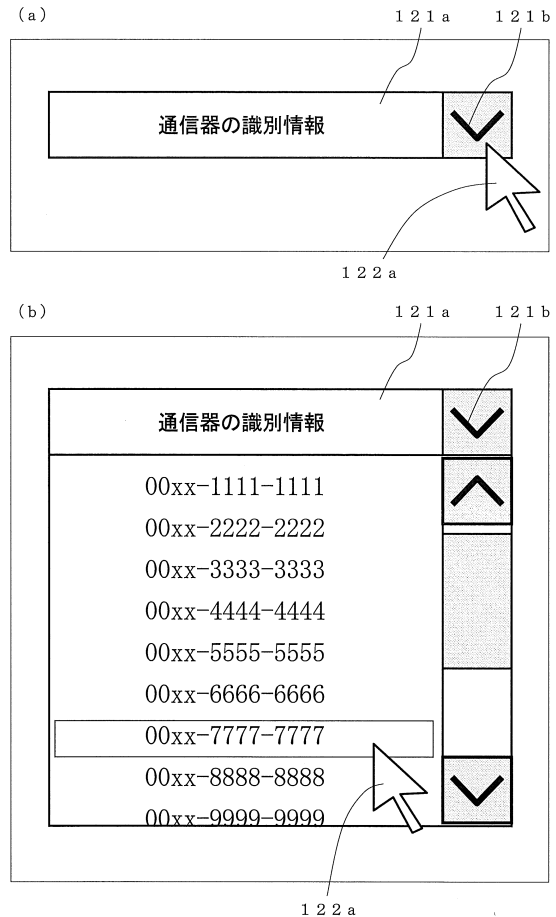 （a）
１２１a １２１b
通信器の識別情報
１２２a
（b）
１２１a １２１b
通信器の識別情報
00xx-1111-1111
00xx-2222-2222
00xx-3333-3333
00xx-4444-4444
00xx-5555-5555
00xx-6666-6666
00xx-7777-7777
00xx-8888-8888
00xx-9999-9999
１２２a